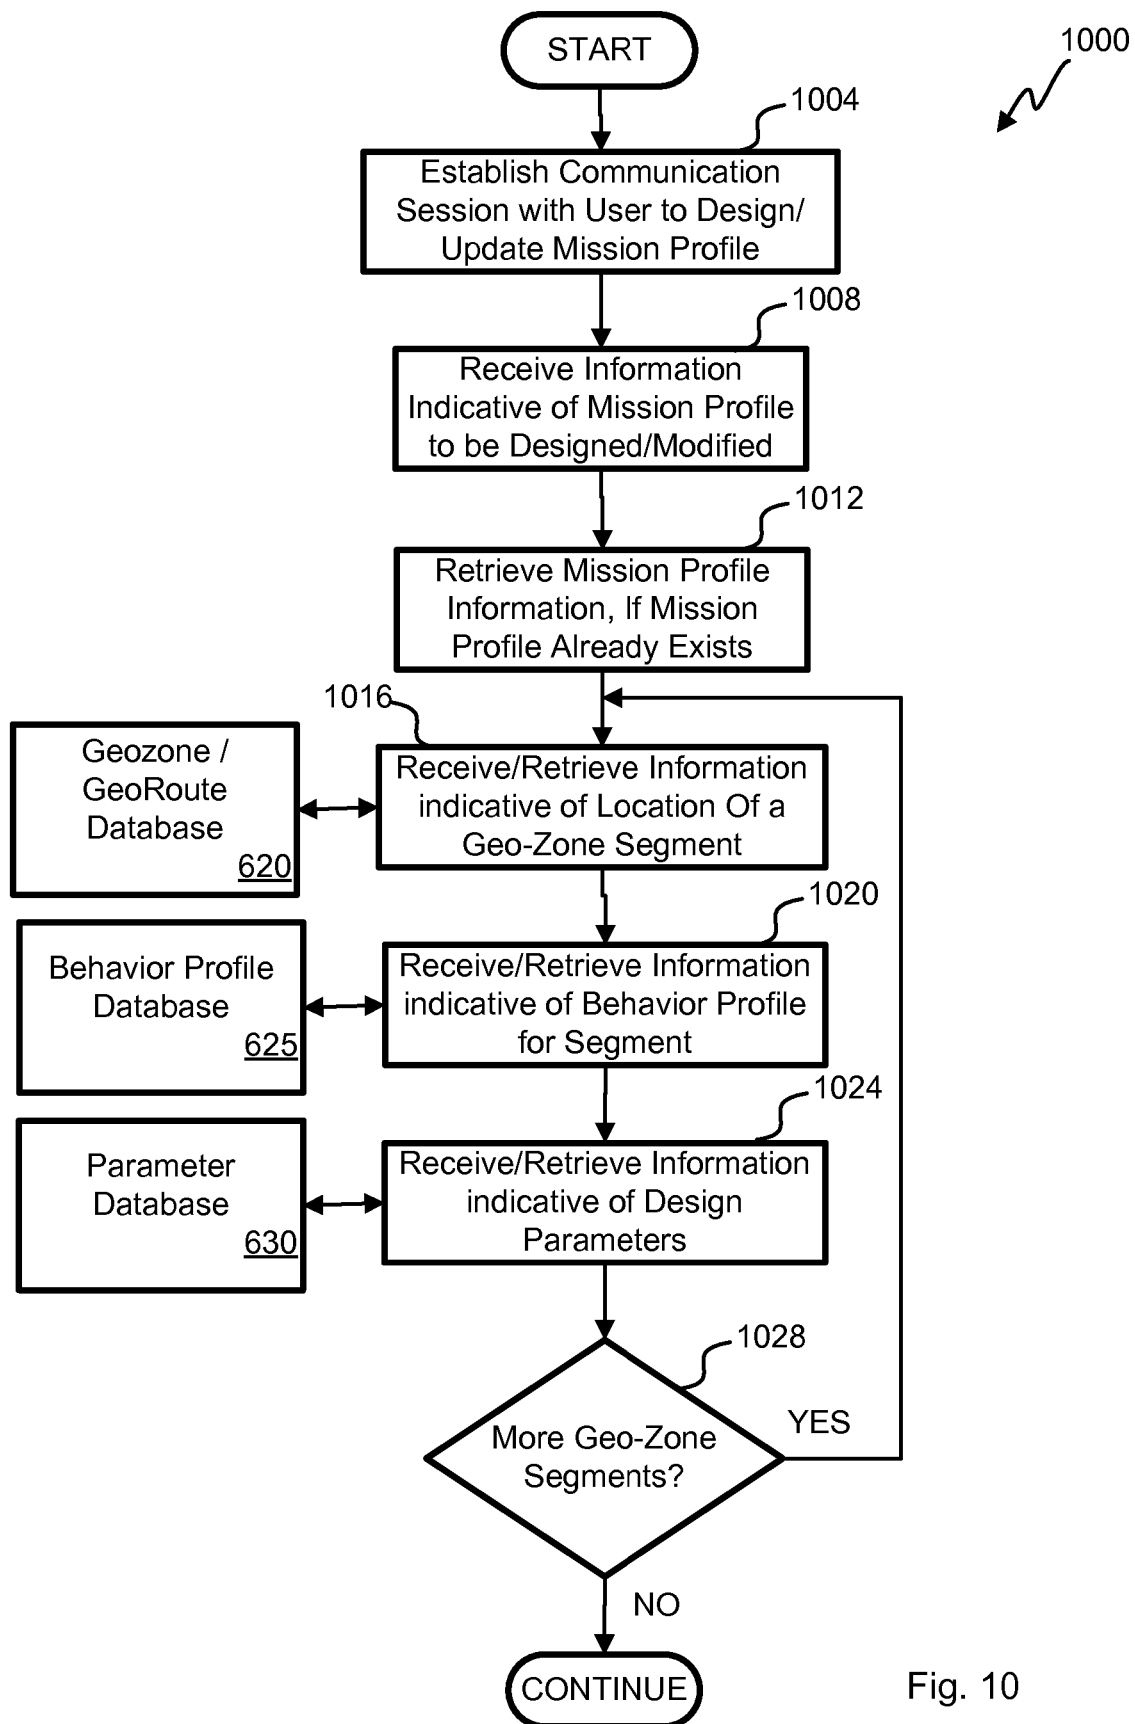 START
1000
1004
Establish Communication
Session with User to Design/
Update Mission Profile
1008
Receive Information
Indicative of Mission Profile
to be Designed/Modified
1012
Retrieve Mission Profile
Information, If Mission
Profile Already Exists
1016
Geozone /
GeoRoute
Database
620
Receive/Retrieve Information
indicative of Location Of a
Geo-Zone Segment
1020
Behavior Profile
Database
625
Receive/Retrieve Information
indicative of Behavior Profile
for Segment
1024
Parameter
Database
630
Receive/Retrieve Information
indicative of Design
Parameters
1028
More Geo-Zone
Segments?
YES
NO
CONTINUE
Fig. 10